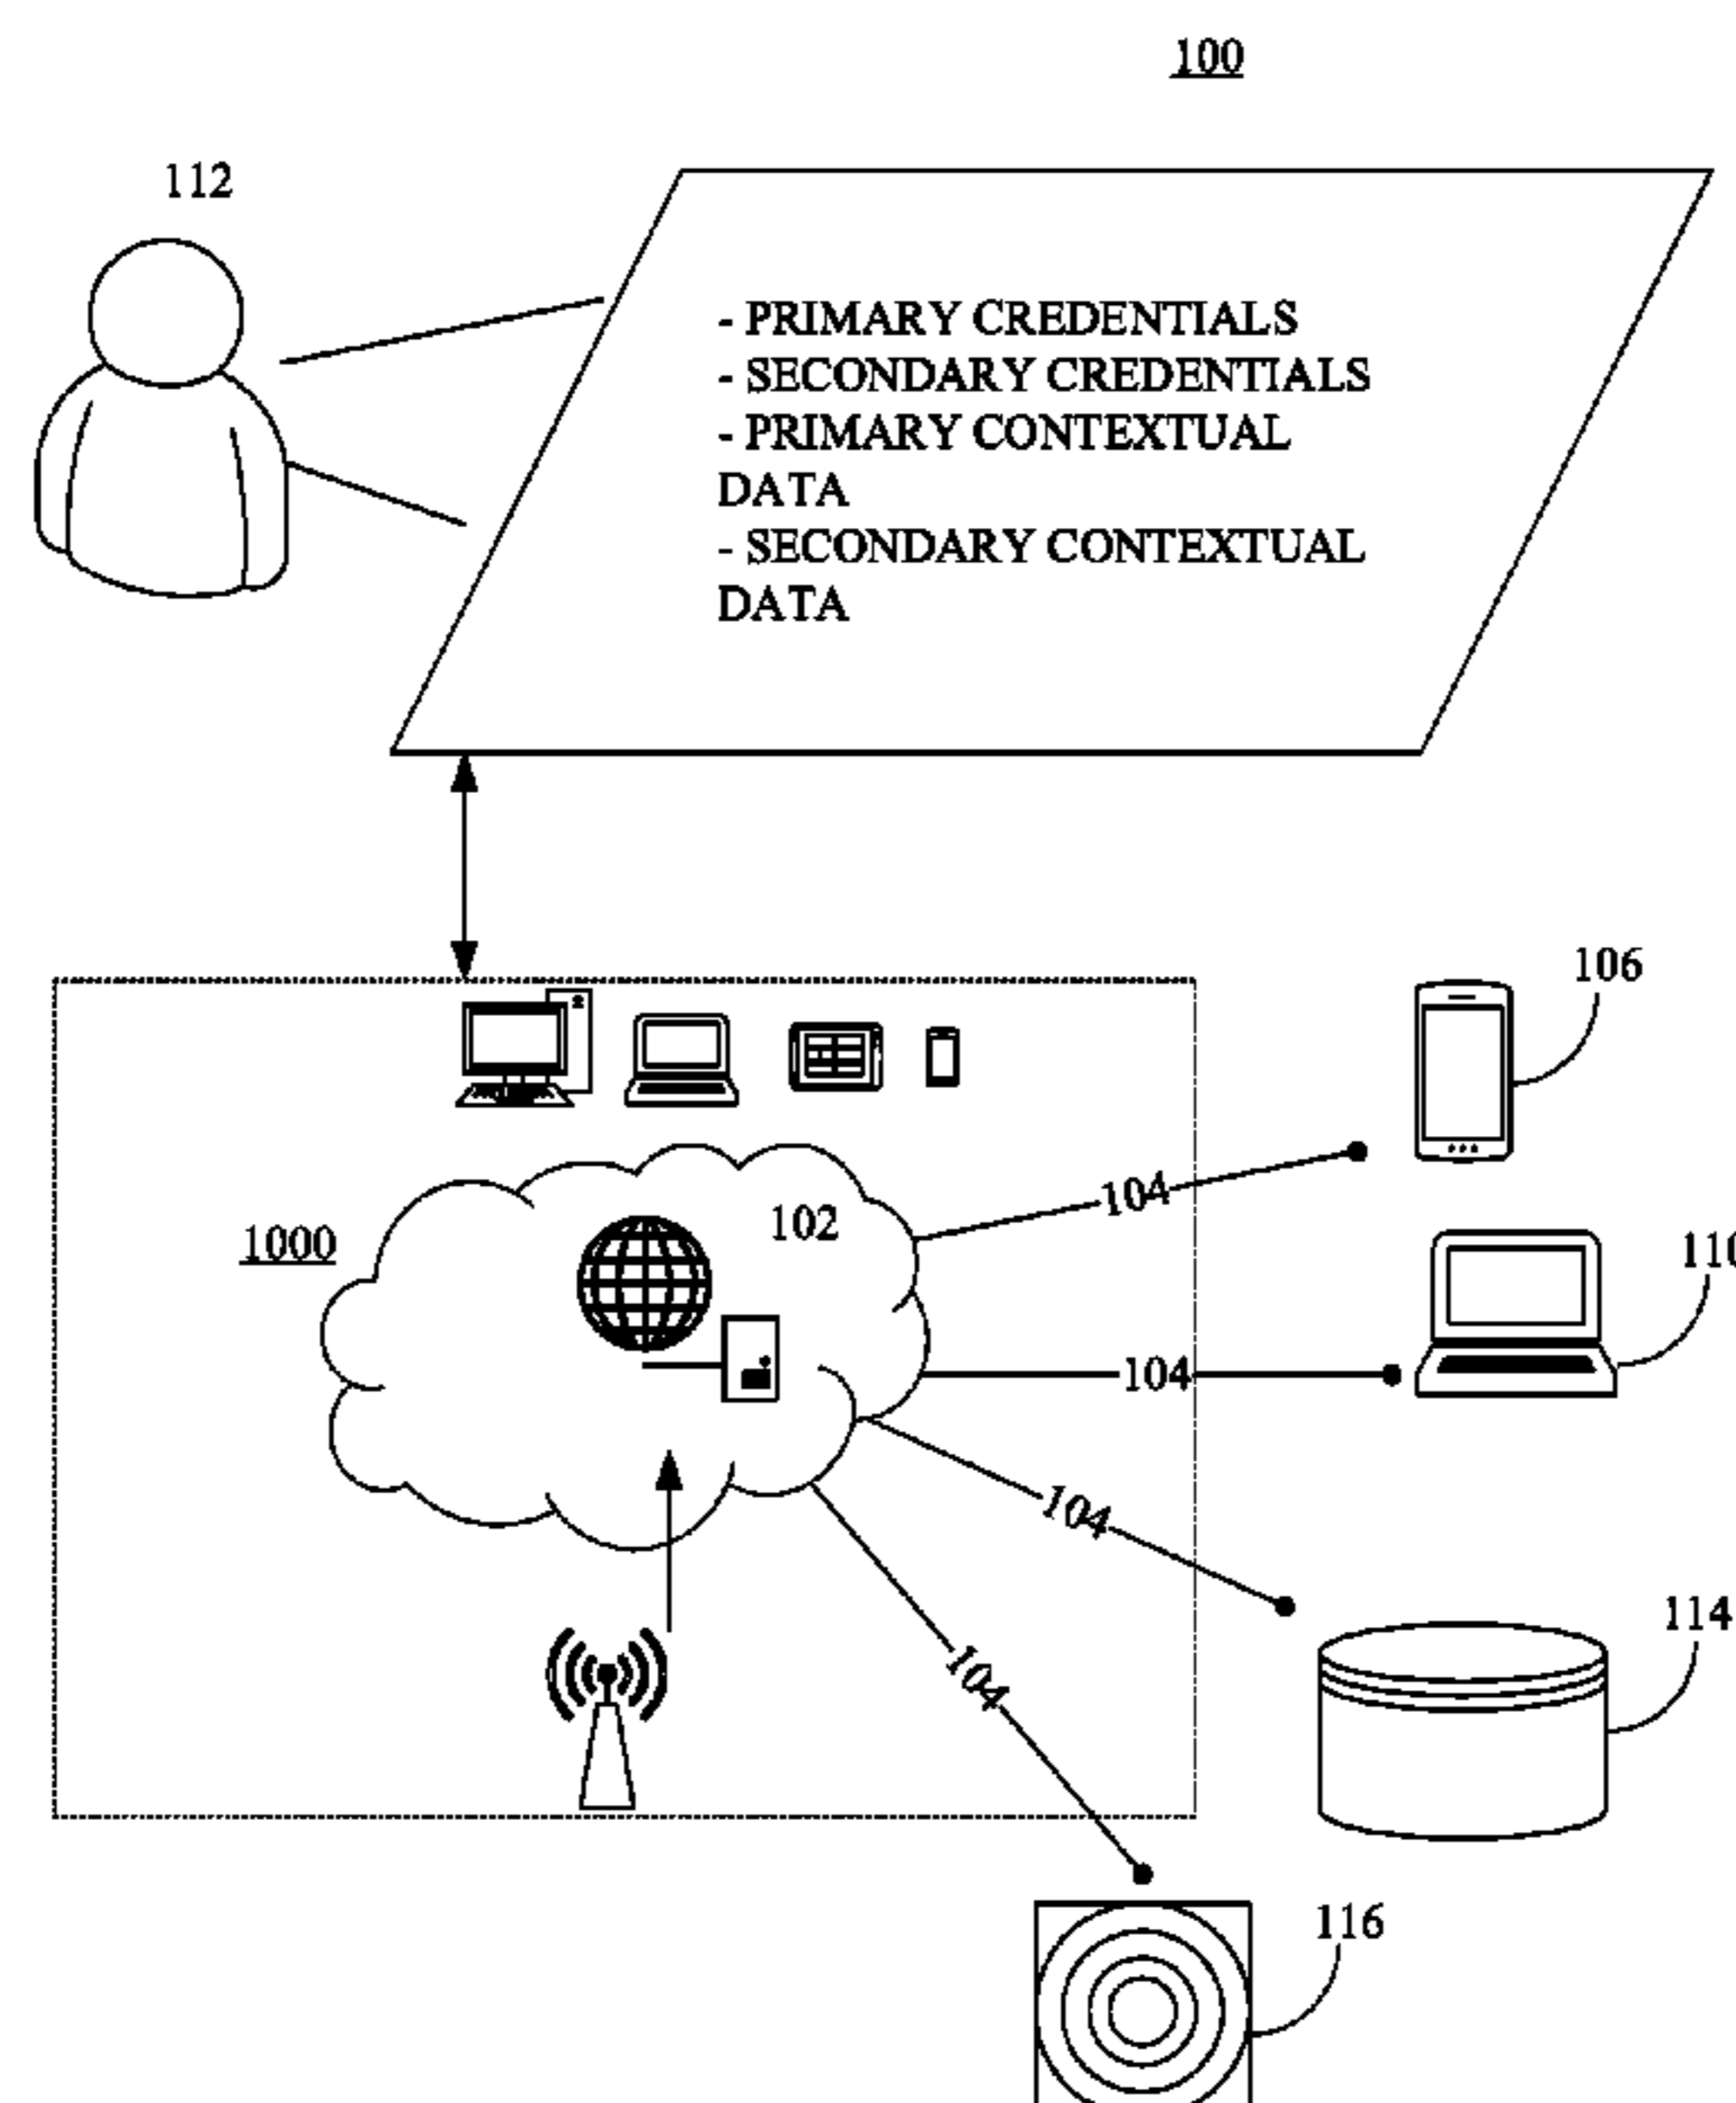 100
112
- PRIMARY CREDENTIALS
- SECONDARY CREDENTIALS
- PRIMARY CONTEXTUAL
DATA
- SECONDARY CONTEXTUAL
DATA
106
104
102
1000
110
104
104
114
104
116